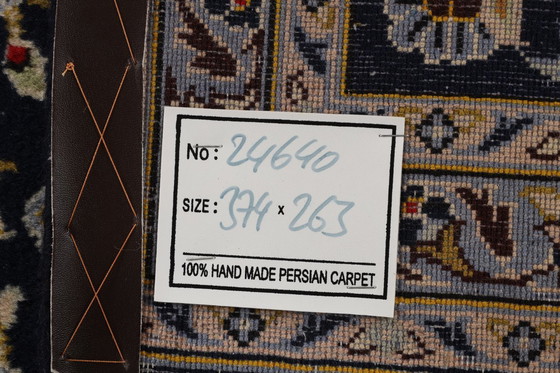 No: 24640
SIZE: 374 x 263
100% HAND MADE PERSIAN CARPET